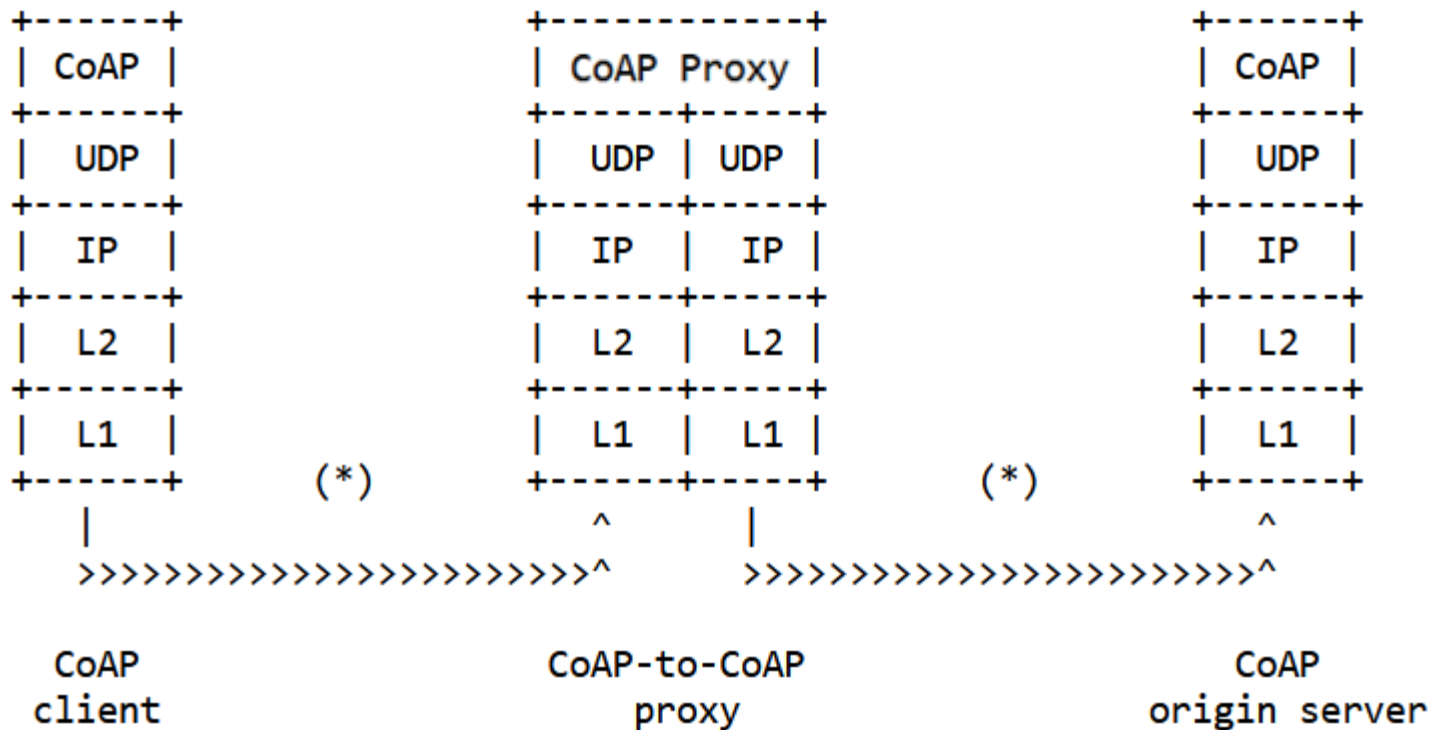 +------+                +------------+                 +------+
| CoAP |                | CoAP Proxy |                 | CoAP |
+------+                +------+-----+                 +------+
|  UDP |                |  UDP | UDP |                 |  UDP |
+------+                +------+-----+                 +------+
|  IP  |                |  IP  |  IP |                 |  IP  |
+------+                +------+-----+                 +------+
|  L2  |                |  L2  |  L2 |                 |  L2  |
+------+                +------+-----+                 +------+
|  L1  |                |  L1  |  L1 |                 |  L1  |
+------+      (*)       +------+-----+       (*)       +------+
   |                       ^      |                       ^
   >>>>>>>>>>>>>>>>>>>>>>>>^      >>>>>>>>>>>>>>>>>>>>>>>>^
  CoAP                   CoAP-to-CoAP                    CoAP
 client                     proxy                    origin server